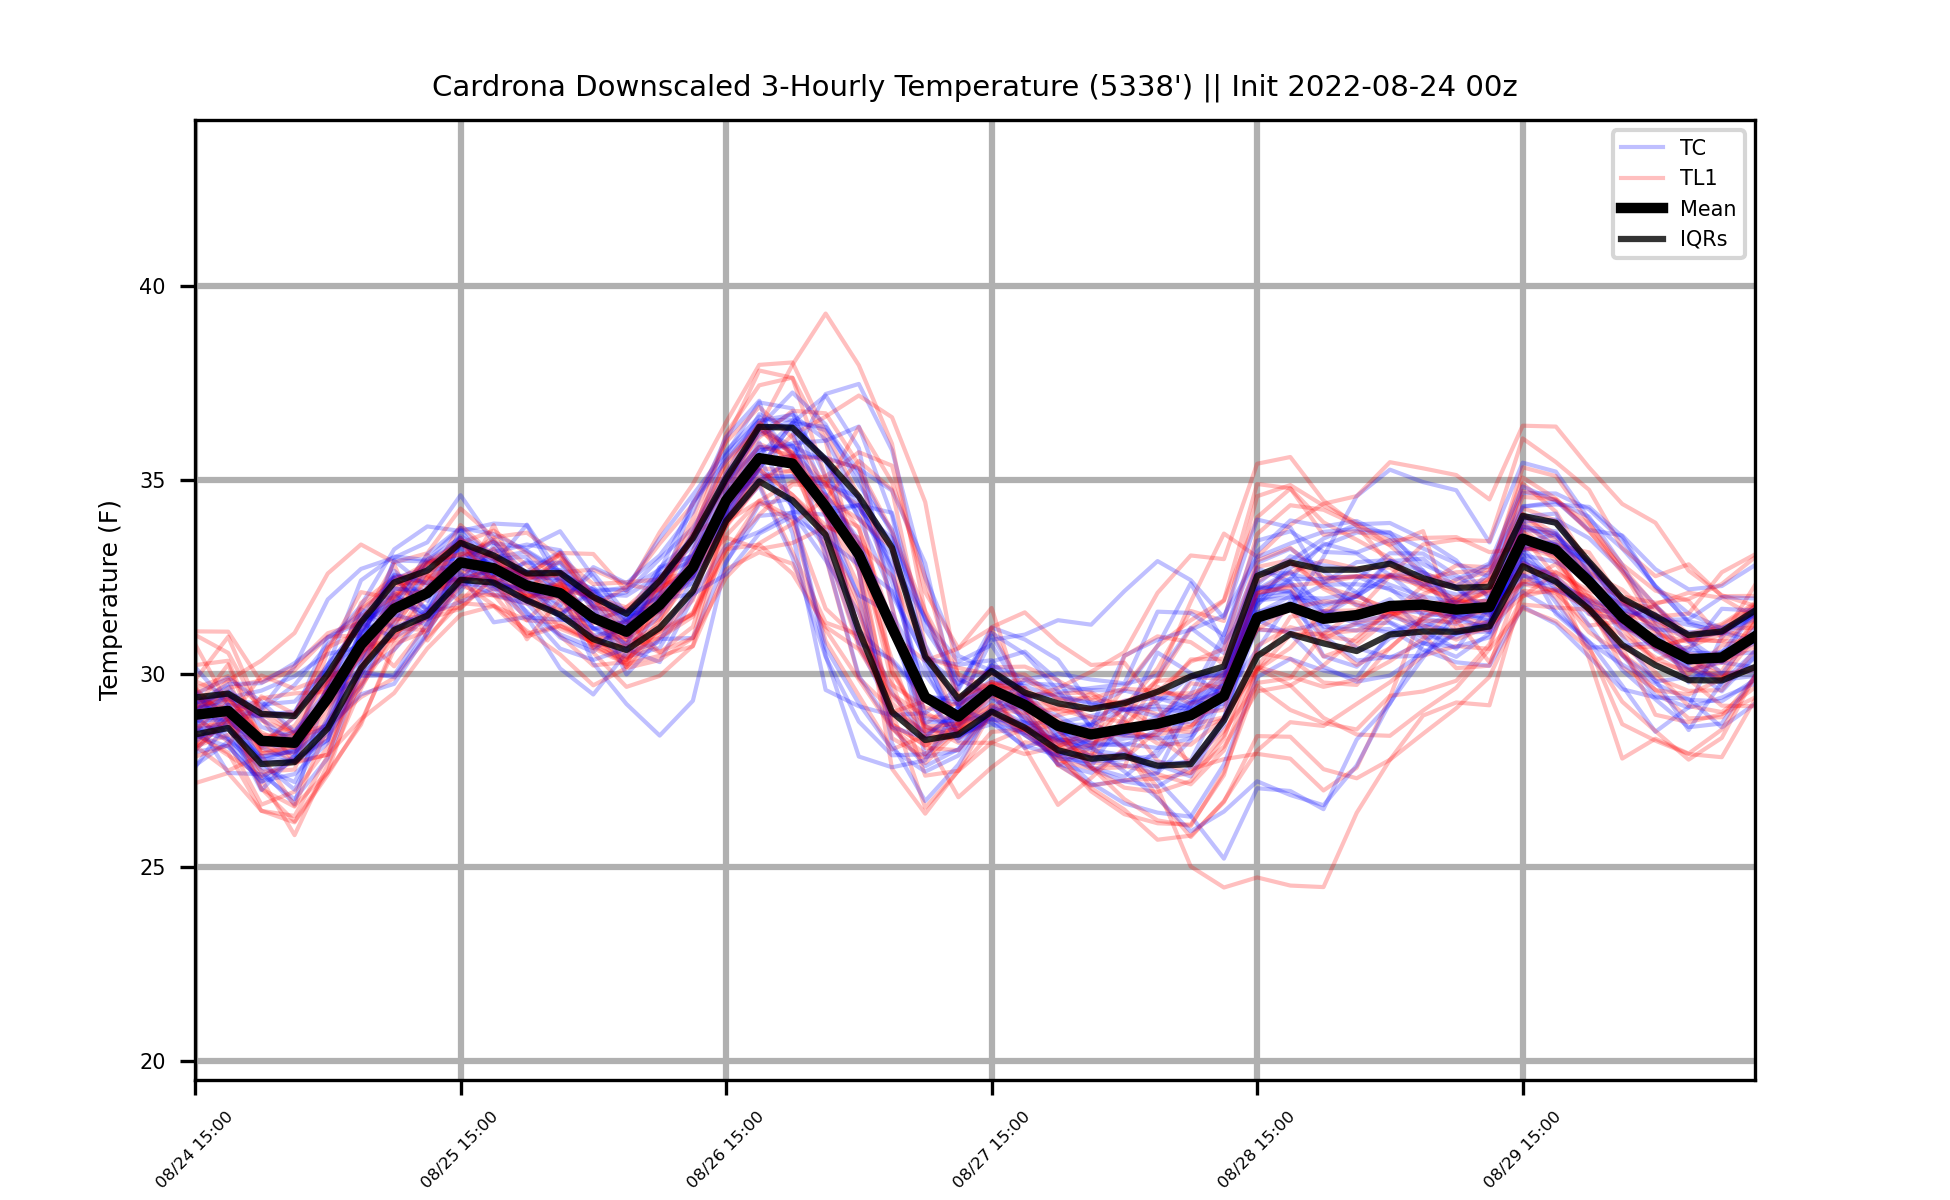 Cardrona Downscaled 3-Hourly Temperature (5338') || Init 2022-08-24 00z
TC
TL1
Mean
IQRs
Temperature (F)
40
35
30
25
20
08/24 15:00
08/25 15:00
08/26 15:00
08/27 15:00
08/28 15:00
08/29 15:00